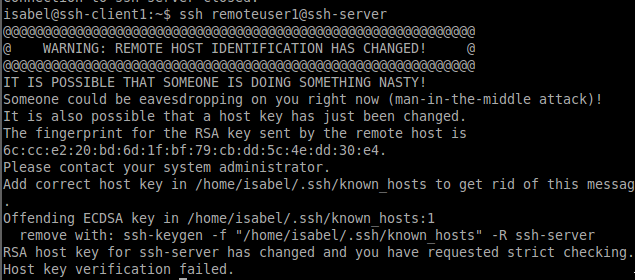 isabel@ssh-client1:~$ ssh remoteuser1@ssh-server
@@@@@@@@@@@@@@@@@@@@@@@@@@@@@@@@@@@@@@@@@@@@@@@@@@@@@@@@@@@
@    WARNING: REMOTE HOST IDENTIFICATION HAS CHANGED!     @
@@@@@@@@@@@@@@@@@@@@@@@@@@@@@@@@@@@@@@@@@@@@@@@@@@@@@@@@@@@
IT IS POSSIBLE THAT SOMEONE IS DOING SOMETHING NASTY!
Someone could be eavesdropping on you right now (man-in-the-middle attack)!
It is also possible that a host key has just been changed.
The fingerprint for the RSA key sent by the remote host is
6c:cc:e2:20:bd:6d:1f:bf:79:cb:dd:5c:4e:dd:30:e4.
Please contact your system administrator.
Add correct host key in /home/isabel/.ssh/known_hosts to get rid of this messag
.
Offending ECDSA key in /home/isabel/.ssh/known_hosts:1
  remove with: ssh-keygen -f "/home/isabel/.ssh/known_hosts" -R ssh-server
RSA host key for ssh-server has changed and you have requested strict checking.
Host key verification failed.